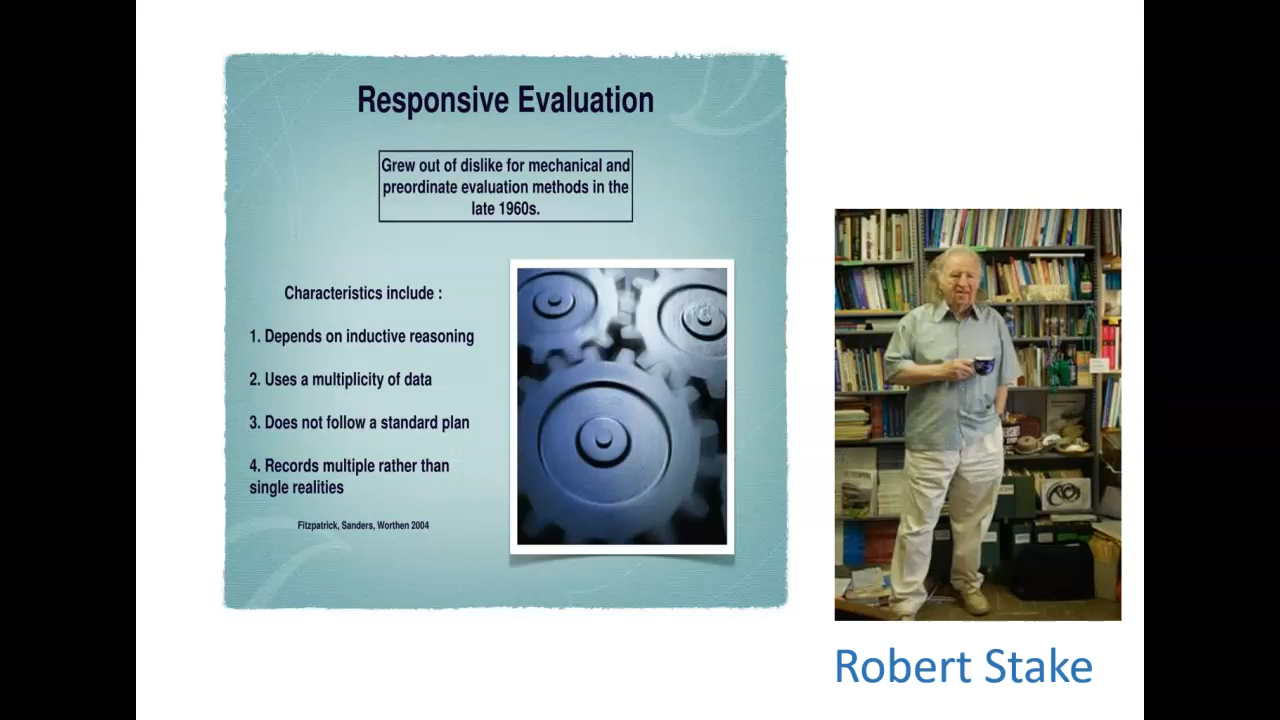 Responsive Evaluation
Grew out of dislike for mechanical and
preordinate evaluation methods in the
late 1960s.
Characteristics include :
1. Depends on inductive reasoning
2. Uses a multiplicity of data
3. Does not follow a standard plan
4. Records multiple rather than
single realities
Fitzpatrick, Sanders, Worthen 2004
Robert Stake